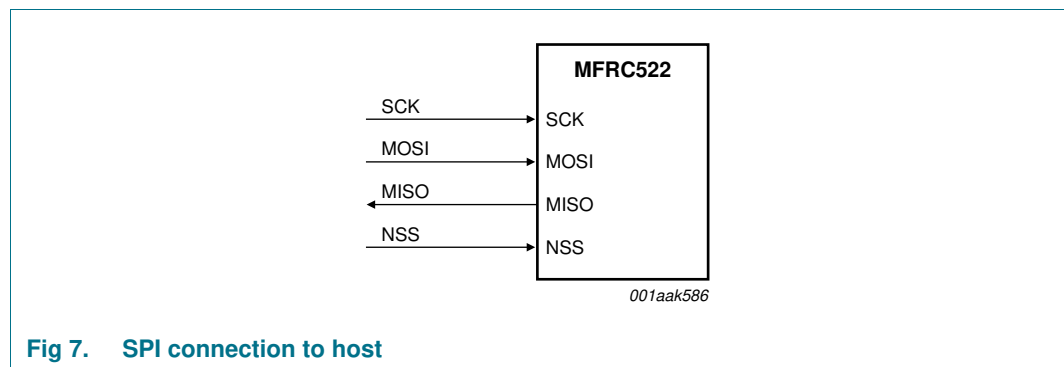 MFRC522
SCK SCK
MOSI MOSI
MISO MISO
NSS NSS
001aak586
Fig 7. SPI connection to host